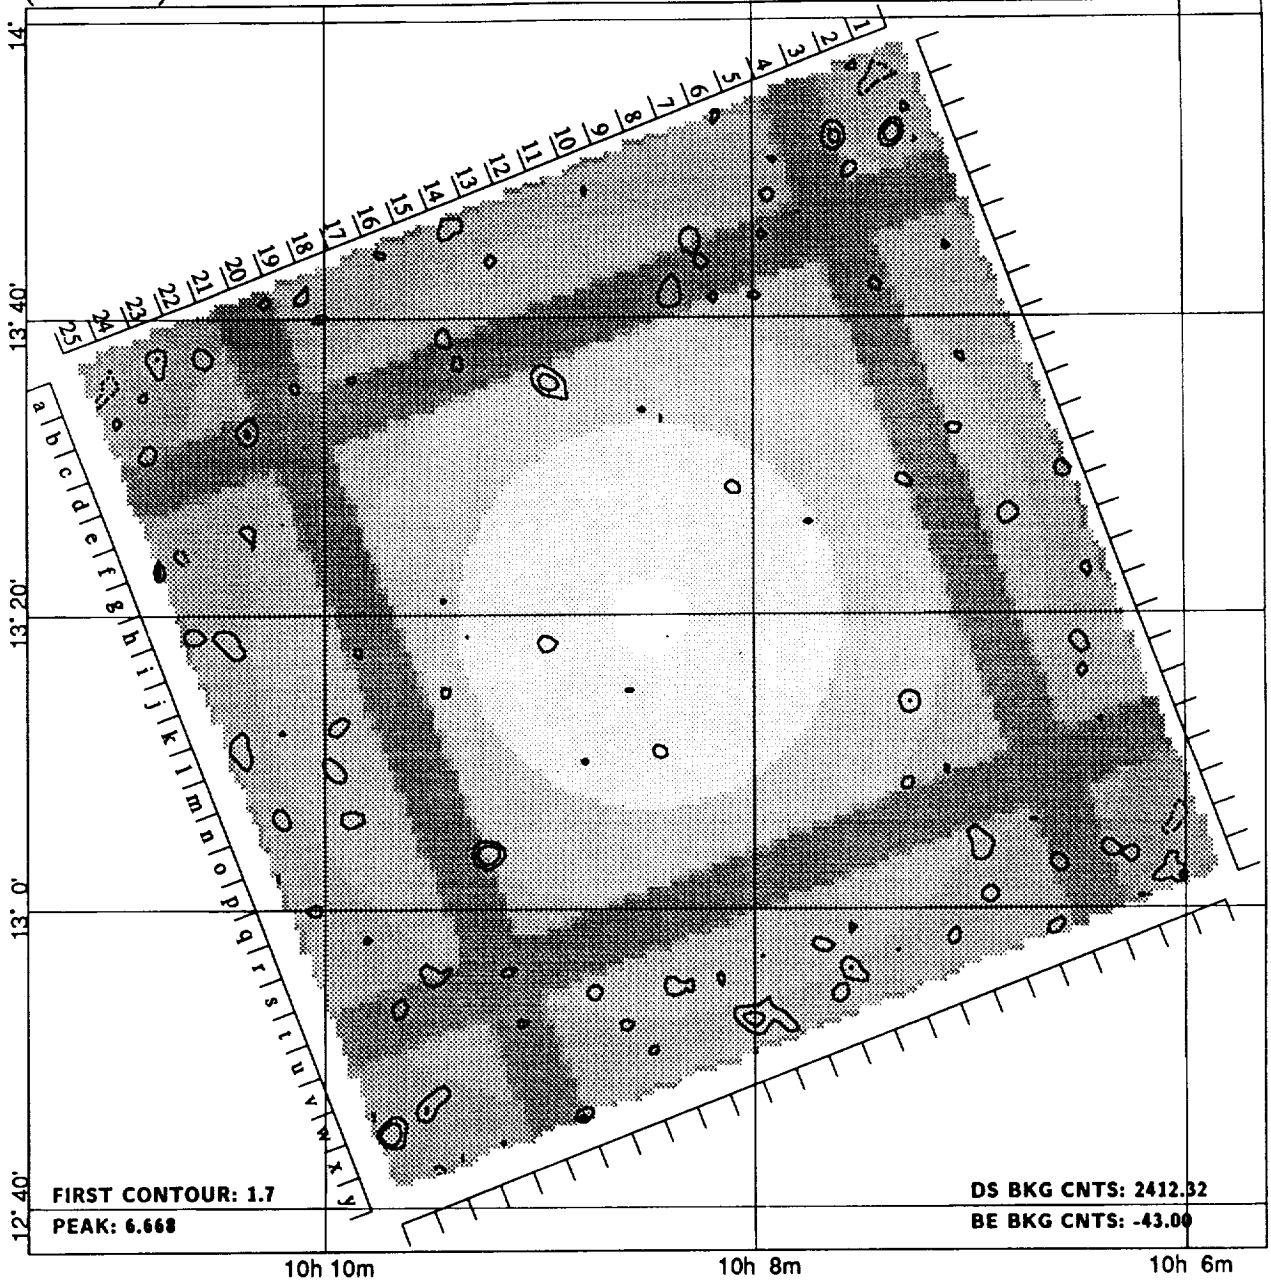 14°
1 2 3 4 5 6 7 8 9 10 11 12 13 14 15 16 17 18 19 20 21 22 23 24 25
13° 40'
a b c d e f g h i j k l m n o p q r s t u v w x y
13° 20'
13° 0'
12° 40'
FIRST CONTOUR: 1.7
PEAK: 6.668
DS BKG CNTS: 2412.32
BE BKG CNTS: -43.00
10h 10m
10h 8m
10h 6m